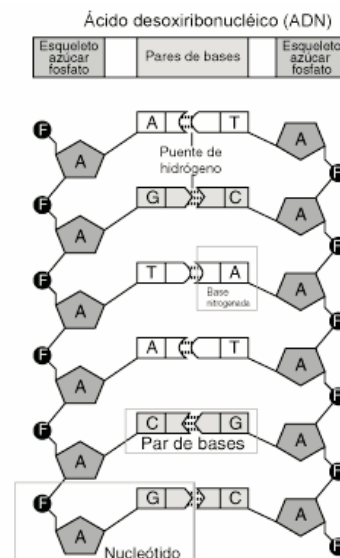 Ácido desoxiribonucléico (ADN)
Esqueleto azúcar fosfato
Pares de bases
Esqueleto azúcar fosfato
F A A T A
Puente de hidrógeno
F
F A G C A
F
F A T A A
Base nitrogenada
F
F A A T A
F
F A C G A
Par de bases
F
F A G C A
Nucleótido
F